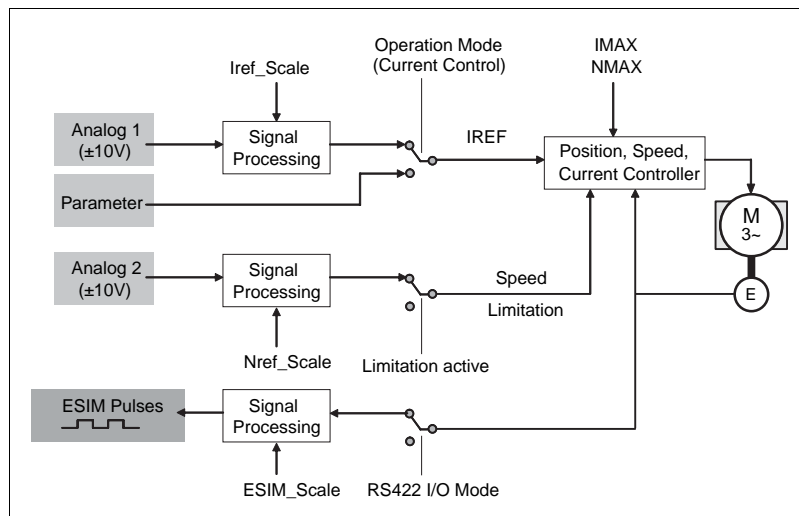 Operation Mode
(Current Control)
IMAX
NMAX
Iref_Scale
Analog 1
(±10V)
Signal
Processing
IREF
Position, Speed,
Current Controller
Parameter
M
3~
Analog 2
(±10V)
Signal
Processing
Speed
Limitation
E
Nref_Scale
Limitation active
ESIM Pulses
Signal
Processing
ESIM_Scale
RS422 I/O Mode